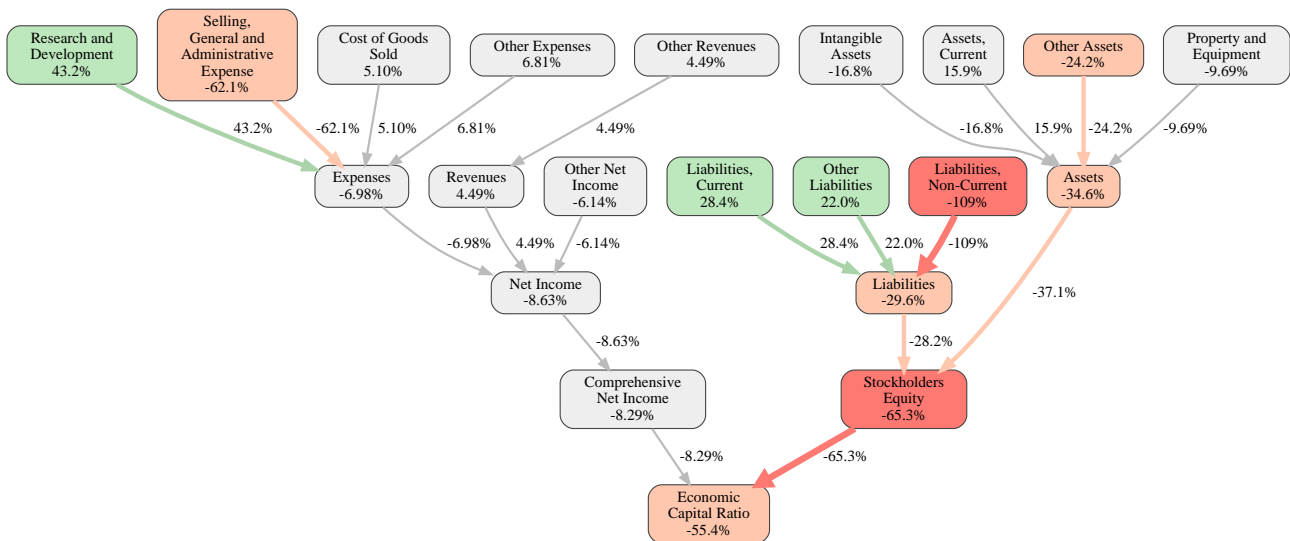 Research and
Development
43.2%
Selling,
General and
Administrative
Expense
-62.1%
Cost of Goods
Sold
5.10%
Other Expenses
6.81%
Other Revenues
4.49%
Intangible
Assets
-16.8%
Assets,
Current
15.9%
Other Assets
-24.2%
Property and
Equipment
-9.69%
43.2%
-62.1%
5.10%
6.81%
4.49%
-16.8%
15.9%
-24.2%
-9.69%
Expenses
-6.98%
Revenues
4.49%
Other Net
Income
-6.14%
Liabilities,
Current
28.4%
Other
Liabilities
22.0%
Liabilities,
Non-Current
-109%
Assets
-34.6%
-6.98%
4.49%
-6.14%
28.4%
22.0%
-109%
Net Income
-8.63%
Liabilities
-29.6%
-37.1%
-8.63%
-28.2%
Comprehensive
Net Income
-8.29%
Stockholders
Equity
-65.3%
-8.29%
-65.3%
Economic
Capital Ratio
-55.4%